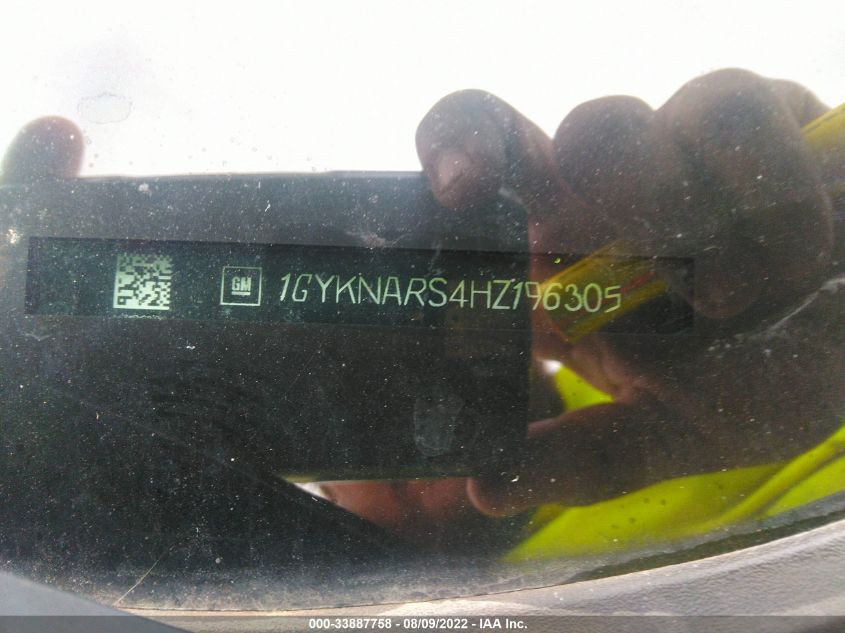 GM 1GYKNARS4HZ196305
000-33887758 - 08/09/2022 - IAA Inc.